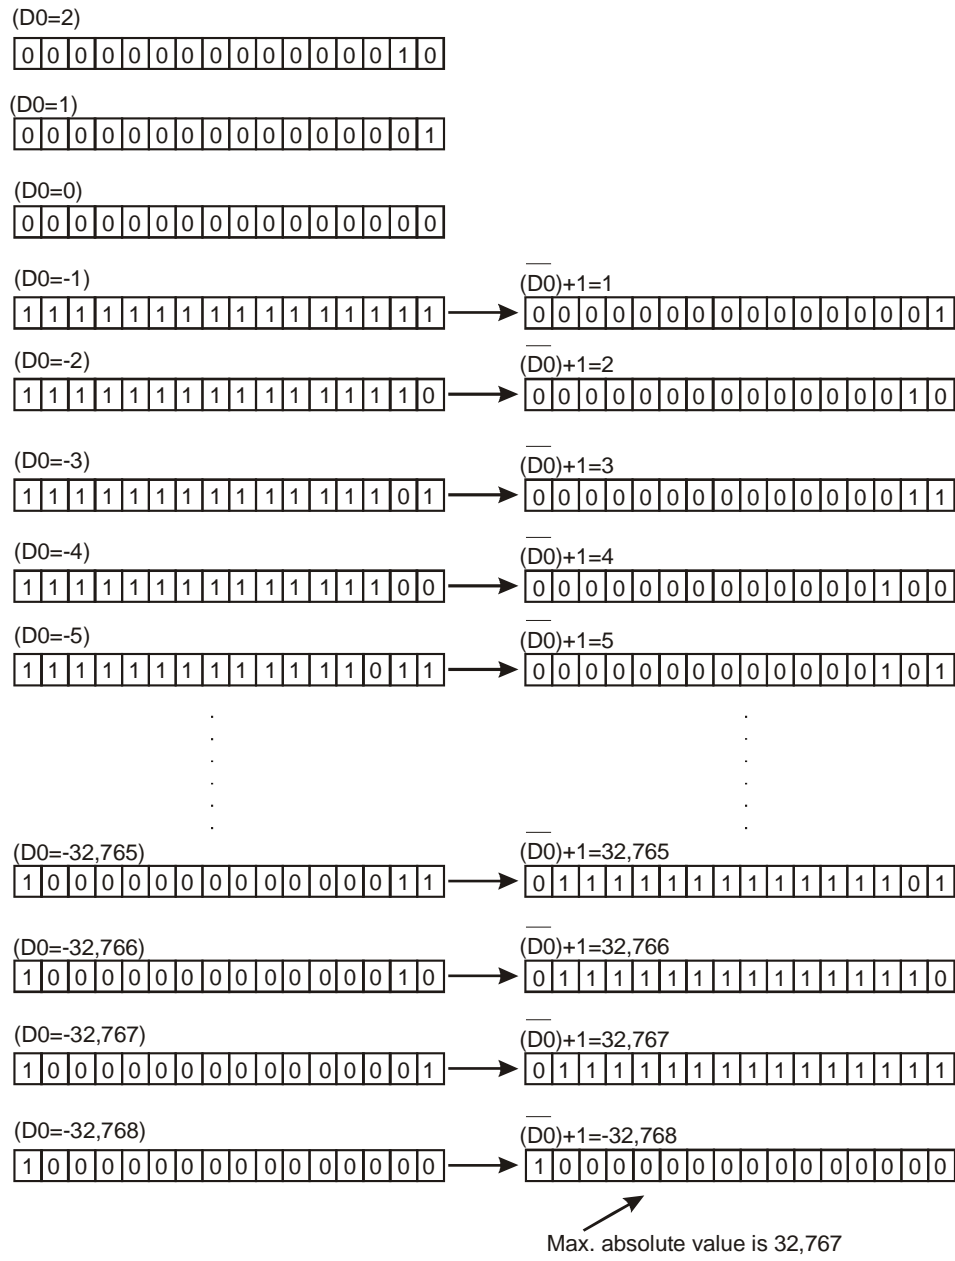 (D0=2)
0 0 0 0 0 0 0 0 0 0 0 0 0 0 1 0
(D0=1)
0 0 0 0 0 0 0 0 0 0 0 0 0 0 0 1
(D0=0)
0 0 0 0 0 0 0 0 0 0 0 0 0 0 0 0
(D0=-1)
(D̅0̅)+1=1
1 1 1 1 1 1 1 1 1 1 1 1 1 1 1 1
0 0 0 0 0 0 0 0 0 0 0 0 0 0 0 1
(D0=-2)
(D̅0̅)+1=2
1 1 1 1 1 1 1 1 1 1 1 1 1 1 1 0
0 0 0 0 0 0 0 0 0 0 0 0 0 0 1 0
(D0=-3)
(D̅0̅)+1=3
1 1 1 1 1 1 1 1 1 1 1 1 1 1 0 1
0 0 0 0 0 0 0 0 0 0 0 0 0 0 1 1
(D0=-4)
(D̅0̅)+1=4
1 1 1 1 1 1 1 1 1 1 1 1 1 1 0 0
0 0 0 0 0 0 0 0 0 0 0 0 0 1 0 0
(D0=-5)
(D̅0̅)+1=5
1 1 1 1 1 1 1 1 1 1 1 1 1 0 1 1
0 0 0 0 0 0 0 0 0 0 0 0 0 1 0 1
(D0=-32,765)
(D̅0̅)+1=32,765
1 0 0 0 0 0 0 0 0 0 0 0 0 0 1 1
0 1 1 1 1 1 1 1 1 1 1 1 1 1 0 1
(D0=-32,766)
(D̅0̅)+1=32,766
1 0 0 0 0 0 0 0 0 0 0 0 0 0 1 0
0 1 1 1 1 1 1 1 1 1 1 1 1 1 1 0
(D0=-32,767)
(D̅0̅)+1=32,767
1 0 0 0 0 0 0 0 0 0 0 0 0 0 0 1
0 1 1 1 1 1 1 1 1 1 1 1 1 1 1 1
(D0=-32,768)
(D̅0̅)+1=-32,768
1 0 0 0 0 0 0 0 0 0 0 0 0 0 0 0
1 0 0 0 0 0 0 0 0 0 0 0 0 0 0 0
Max. absolute value is 32,767